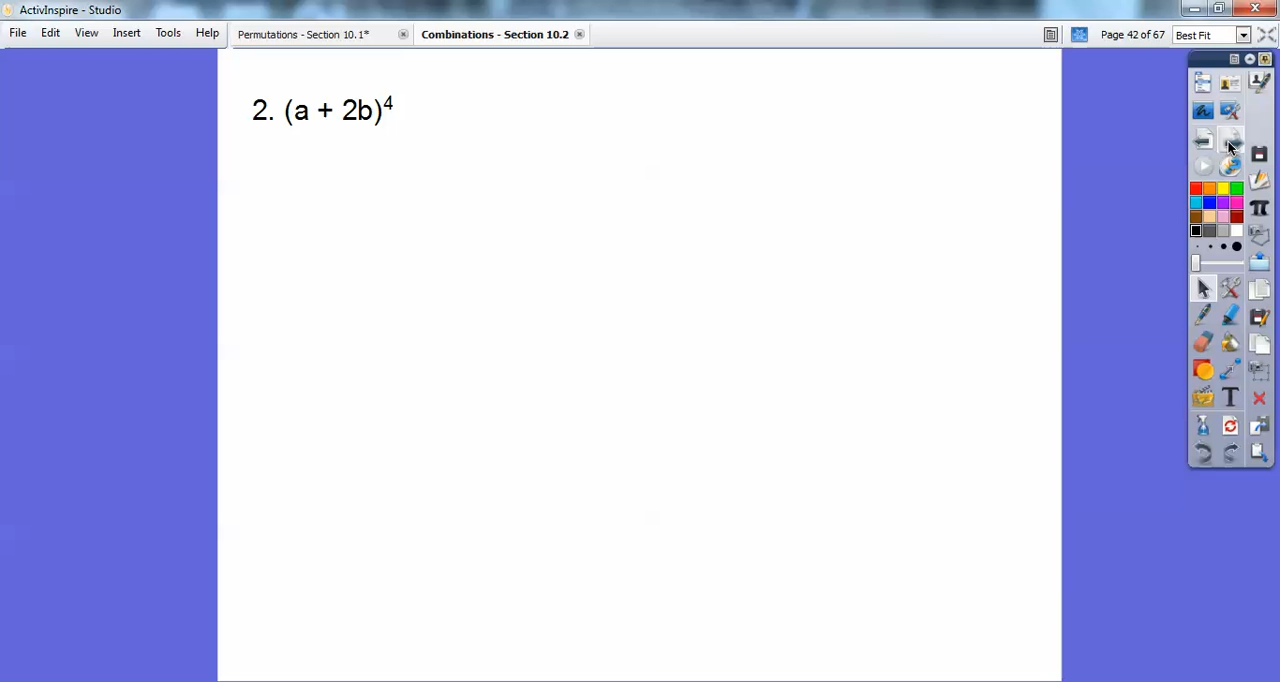 ActivInspire - Studio
File Edit View Insert Tools Help
Permutations - Section 10.1*
Combinations - Section 10.2
Page 42 of 67
Best Fit
2. (a + 2b)⁴
T
π